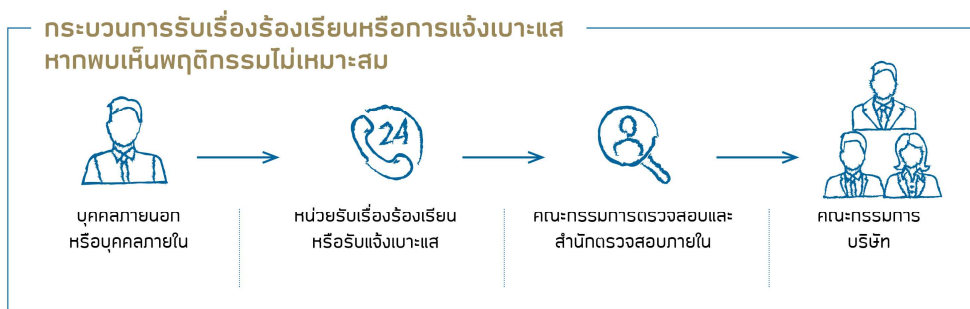 กระบวนการรับเรื่องร้องเรียนหรือการแจ้งเบาะแส
หากพบเห็นพฤติกรรมไม่เหมาะสม
24
บุคคลภายนอก
หรือบุคคลภายใน
หน่วยรับเรื่องร้องเรียน
หรือรับแจ้งเบาะแส
คณะกรรมการตรวจสอบและ
สำนักตรวจสอบภายใน
คณะกรรมการ
บริษัท